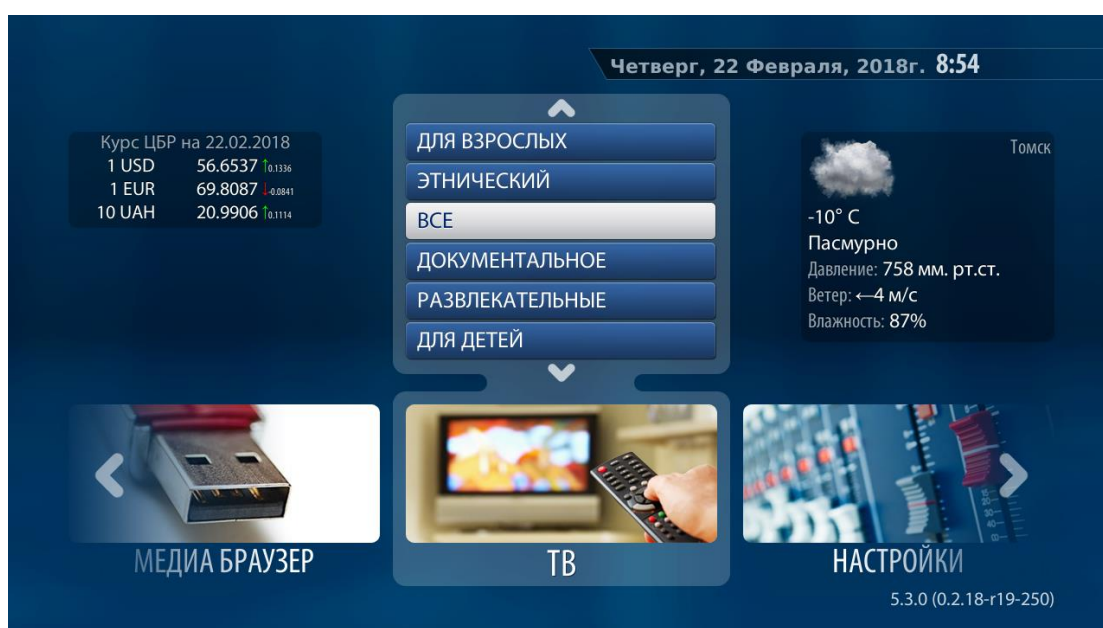 Четверг, 22 Февраля, 2018г. 8:54
Курс ЦБР на 22.02.2018
1 USD 56.6537 ↑0.1336
1 EUR 69.8087 ↓-0.0841
10 UAH 20.9906 ↑0.1114
ДЛЯ ВЗРОСЛЫХ
ЭТНИЧЕСКИЙ
ВСЕ
ДОКУМЕНТАЛЬНОЕ
РАЗВЛЕКАТЕЛЬНЫЕ
ДЛЯ ДЕТЕЙ
Томск
-10° C
Пасмурно
Давление: 758 мм. рт.ст.
Ветер: ←4 м/с
Влажность: 87%
МЕДИА БРАУЗЕР
ТВ
НАСТРОЙКИ
5.3.0 (0.2.18-r19-250)